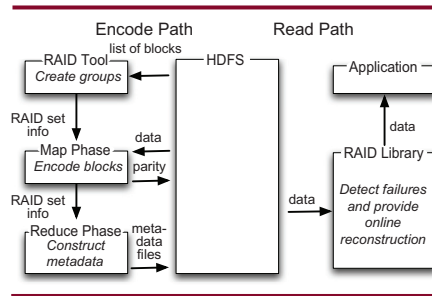 Encode Path
Read Path
list of blocks
RAID Tool
Create groups
HDFS
Application
RAID set
info
data
Map Phase
Encode blocks
parity
data
RAID Library
Detect failures
and provide
online
reconstruction
data
RAID set
info
Reduce Phase
Construct
metadata
meta-
data
files